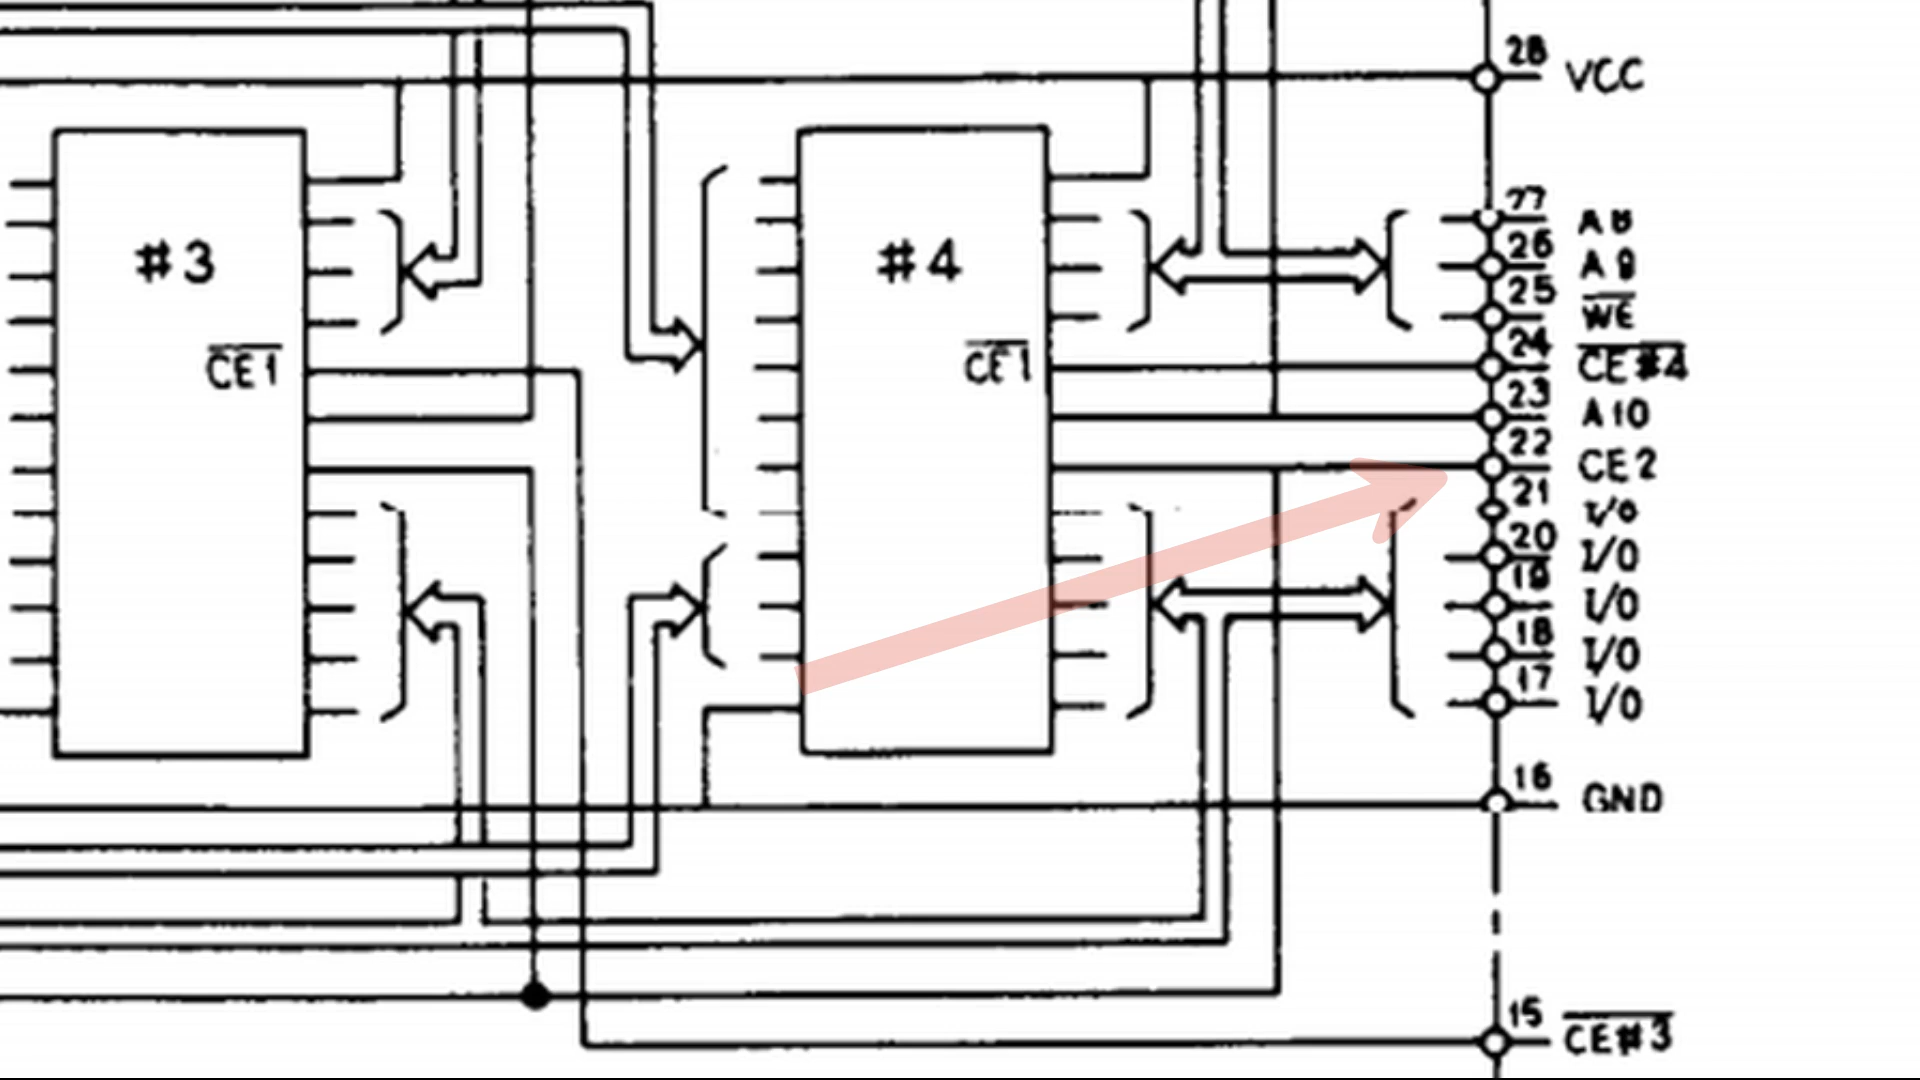 #3
CE1
#4
CE1
28 VCC
27 A8
26 A9
25 WE
24 CE#4
23 A10
22 CE2
21 I/O
20 I/O
19 I/O
18 I/O
17 I/O
16 GND
15 CE#3